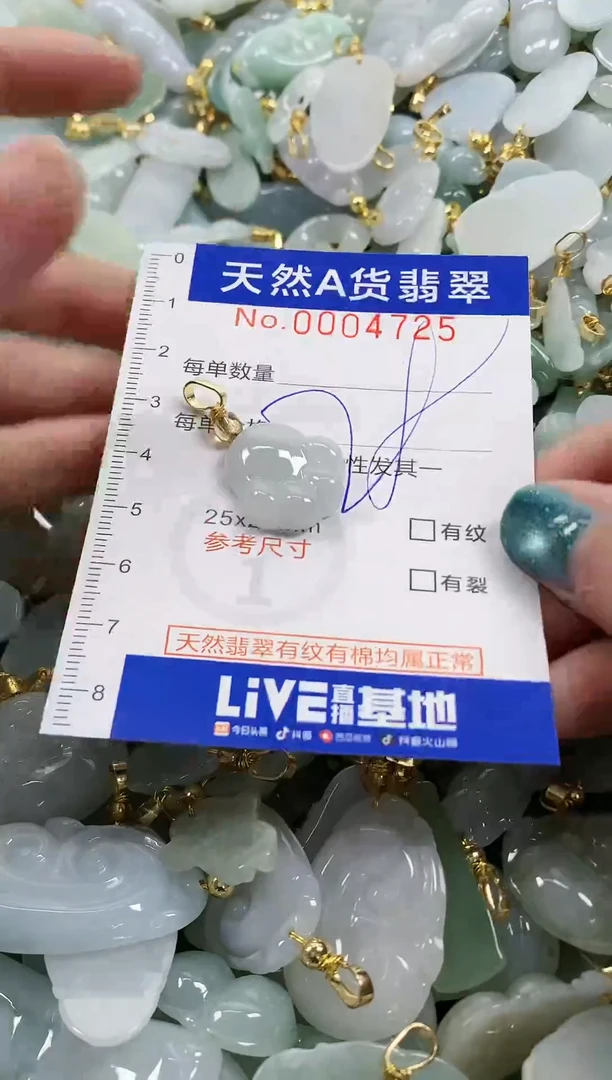 0
天然A货翡翠
1
No.0004725
2
每单数量
3
每单
4
性发其一
5
25x
有纹
参考尺寸
6
有裂
1
7
天然翡翠有纹有棉均属正常
8
LiVE直播基地
今日头条 抖音 西瓜视频 抖音火山版